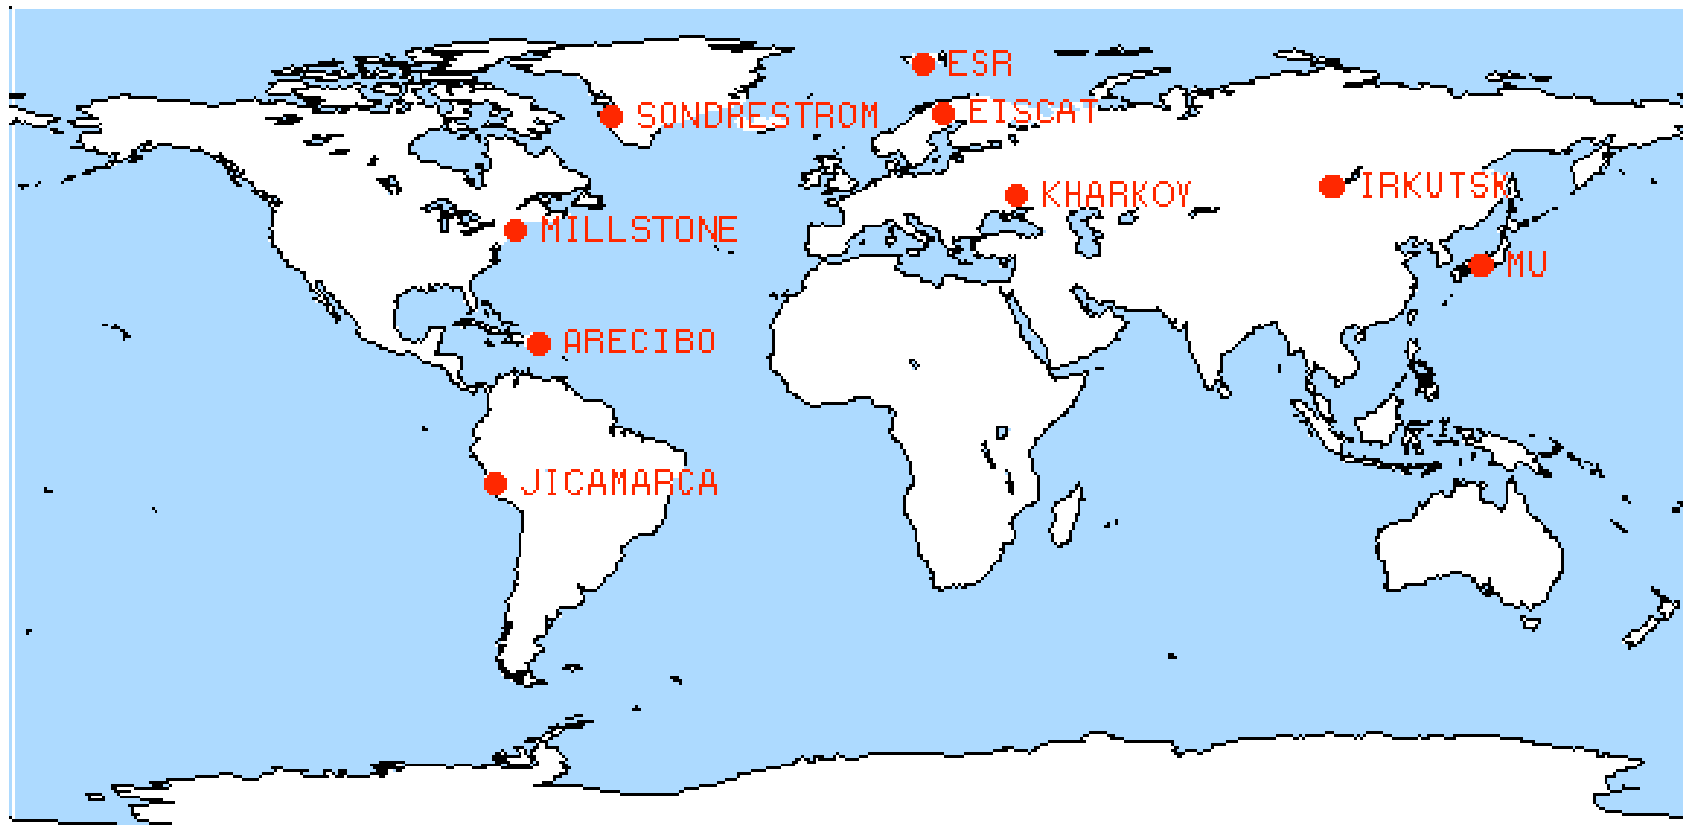 ESR
SONDRESTROM
EISCAT
IRKUTSK
KHARKOV
MILLSTONE
MU
ARECIBO
JICAMARCA